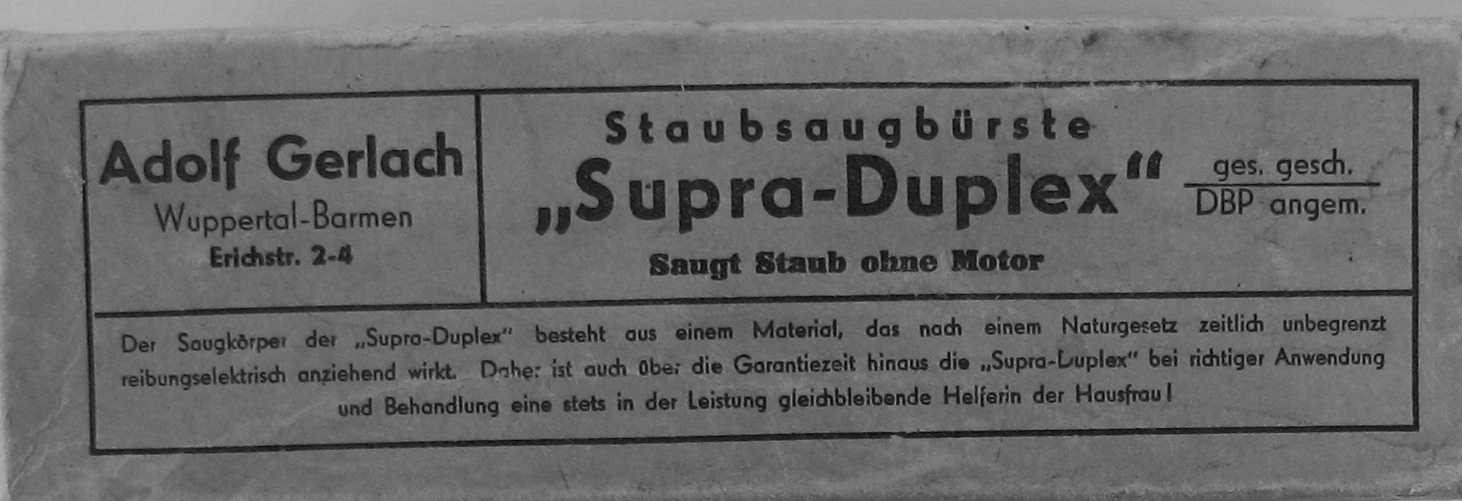 Adolf Gerlach
Wuppertal-Barmen
Erichstr. 2-4
Staubsaugbürste
„Supra-Duplex“
ges. gesch.
DBP angem.
Saugt Staub ohne Motor
Der Saugkörper der „Supra-Duplex“ besteht aus einem Material, das nach einem Naturgesetz zeitlich unbegrenzt
reibungselektrisch anziehend wirkt. Daher ist auch über die Garantiezeit hinaus die „Supra-Duplex“ bei richtiger Anwendung
und Behandlung eine stets in der Leistung gleichbleibende Helferin der Hausfrau!